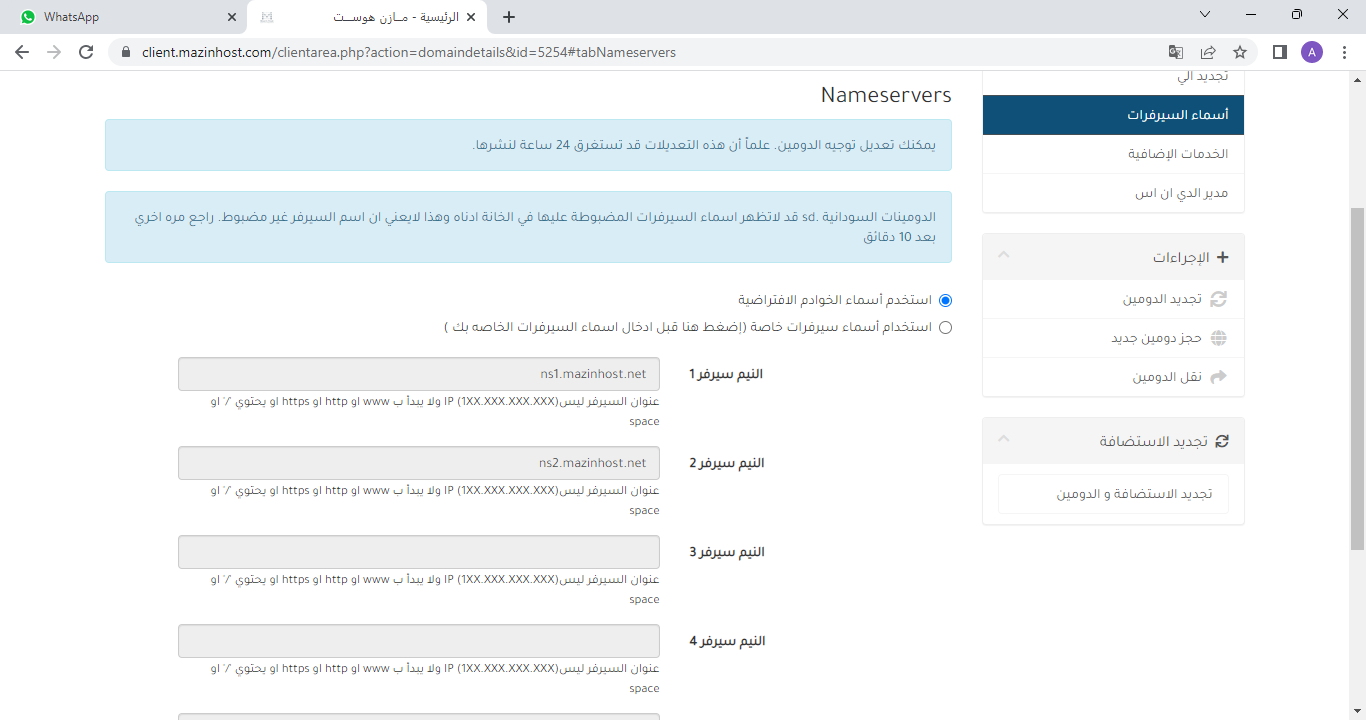 WhatsApp
الرئيسية - مــازن هوســـت
client.mazinhost.com/clientarea.php?action=domaindetails&id=5254#tabNameservers
A
تجديد الي
أسماء السيرفرات
الخدمات الإضافية
مدير الدي ان اس
الإجراءات
تجديد الدومين
حجز دومين جديد
نقل الدومين
تجديد الاستضافة
تجديد الاستضافة و الدومين
Nameservers
يمكنك تعديل توجيه الدومين. علماً أن هذه التعديلات قد تستغرق 24 ساعة لنشرها.
الدومينات السودانية .sd قد لاتظهر اسماء السيرفرات المضبوطة عليها في الخانة ادناه وهذا لايعني ان اسم السيرفر غير مضبوط. راجع مره اخري
بعد 10 دقائق
استخدم أسماء الخوادم الافتراضية
استخدام أسماء سيرفرات خاصة (إضغط هنا قبل ادخال اسماء السيرفرات الخاصه بك )
النيم سيرفر 1
ns1.mazinhost.net
عنوان السيرفر ليس IP (1XX.XXX.XXX.XXX) ولا يبدأ ب www او http او https او يحتوي '/' او
space
النيم سيرفر 2
ns2.mazinhost.net
عنوان السيرفر ليس IP (1XX.XXX.XXX.XXX) ولا يبدأ ب www او http او https او يحتوي '/' او
space
النيم سيرفر 3
عنوان السيرفر ليس IP (1XX.XXX.XXX.XXX) ولا يبدأ ب www او http او https او يحتوي '/' او
space
النيم سيرفر 4
عنوان السيرفر ليس IP (1XX.XXX.XXX.XXX) ولا يبدأ ب www او http او https او يحتوي '/' او
space